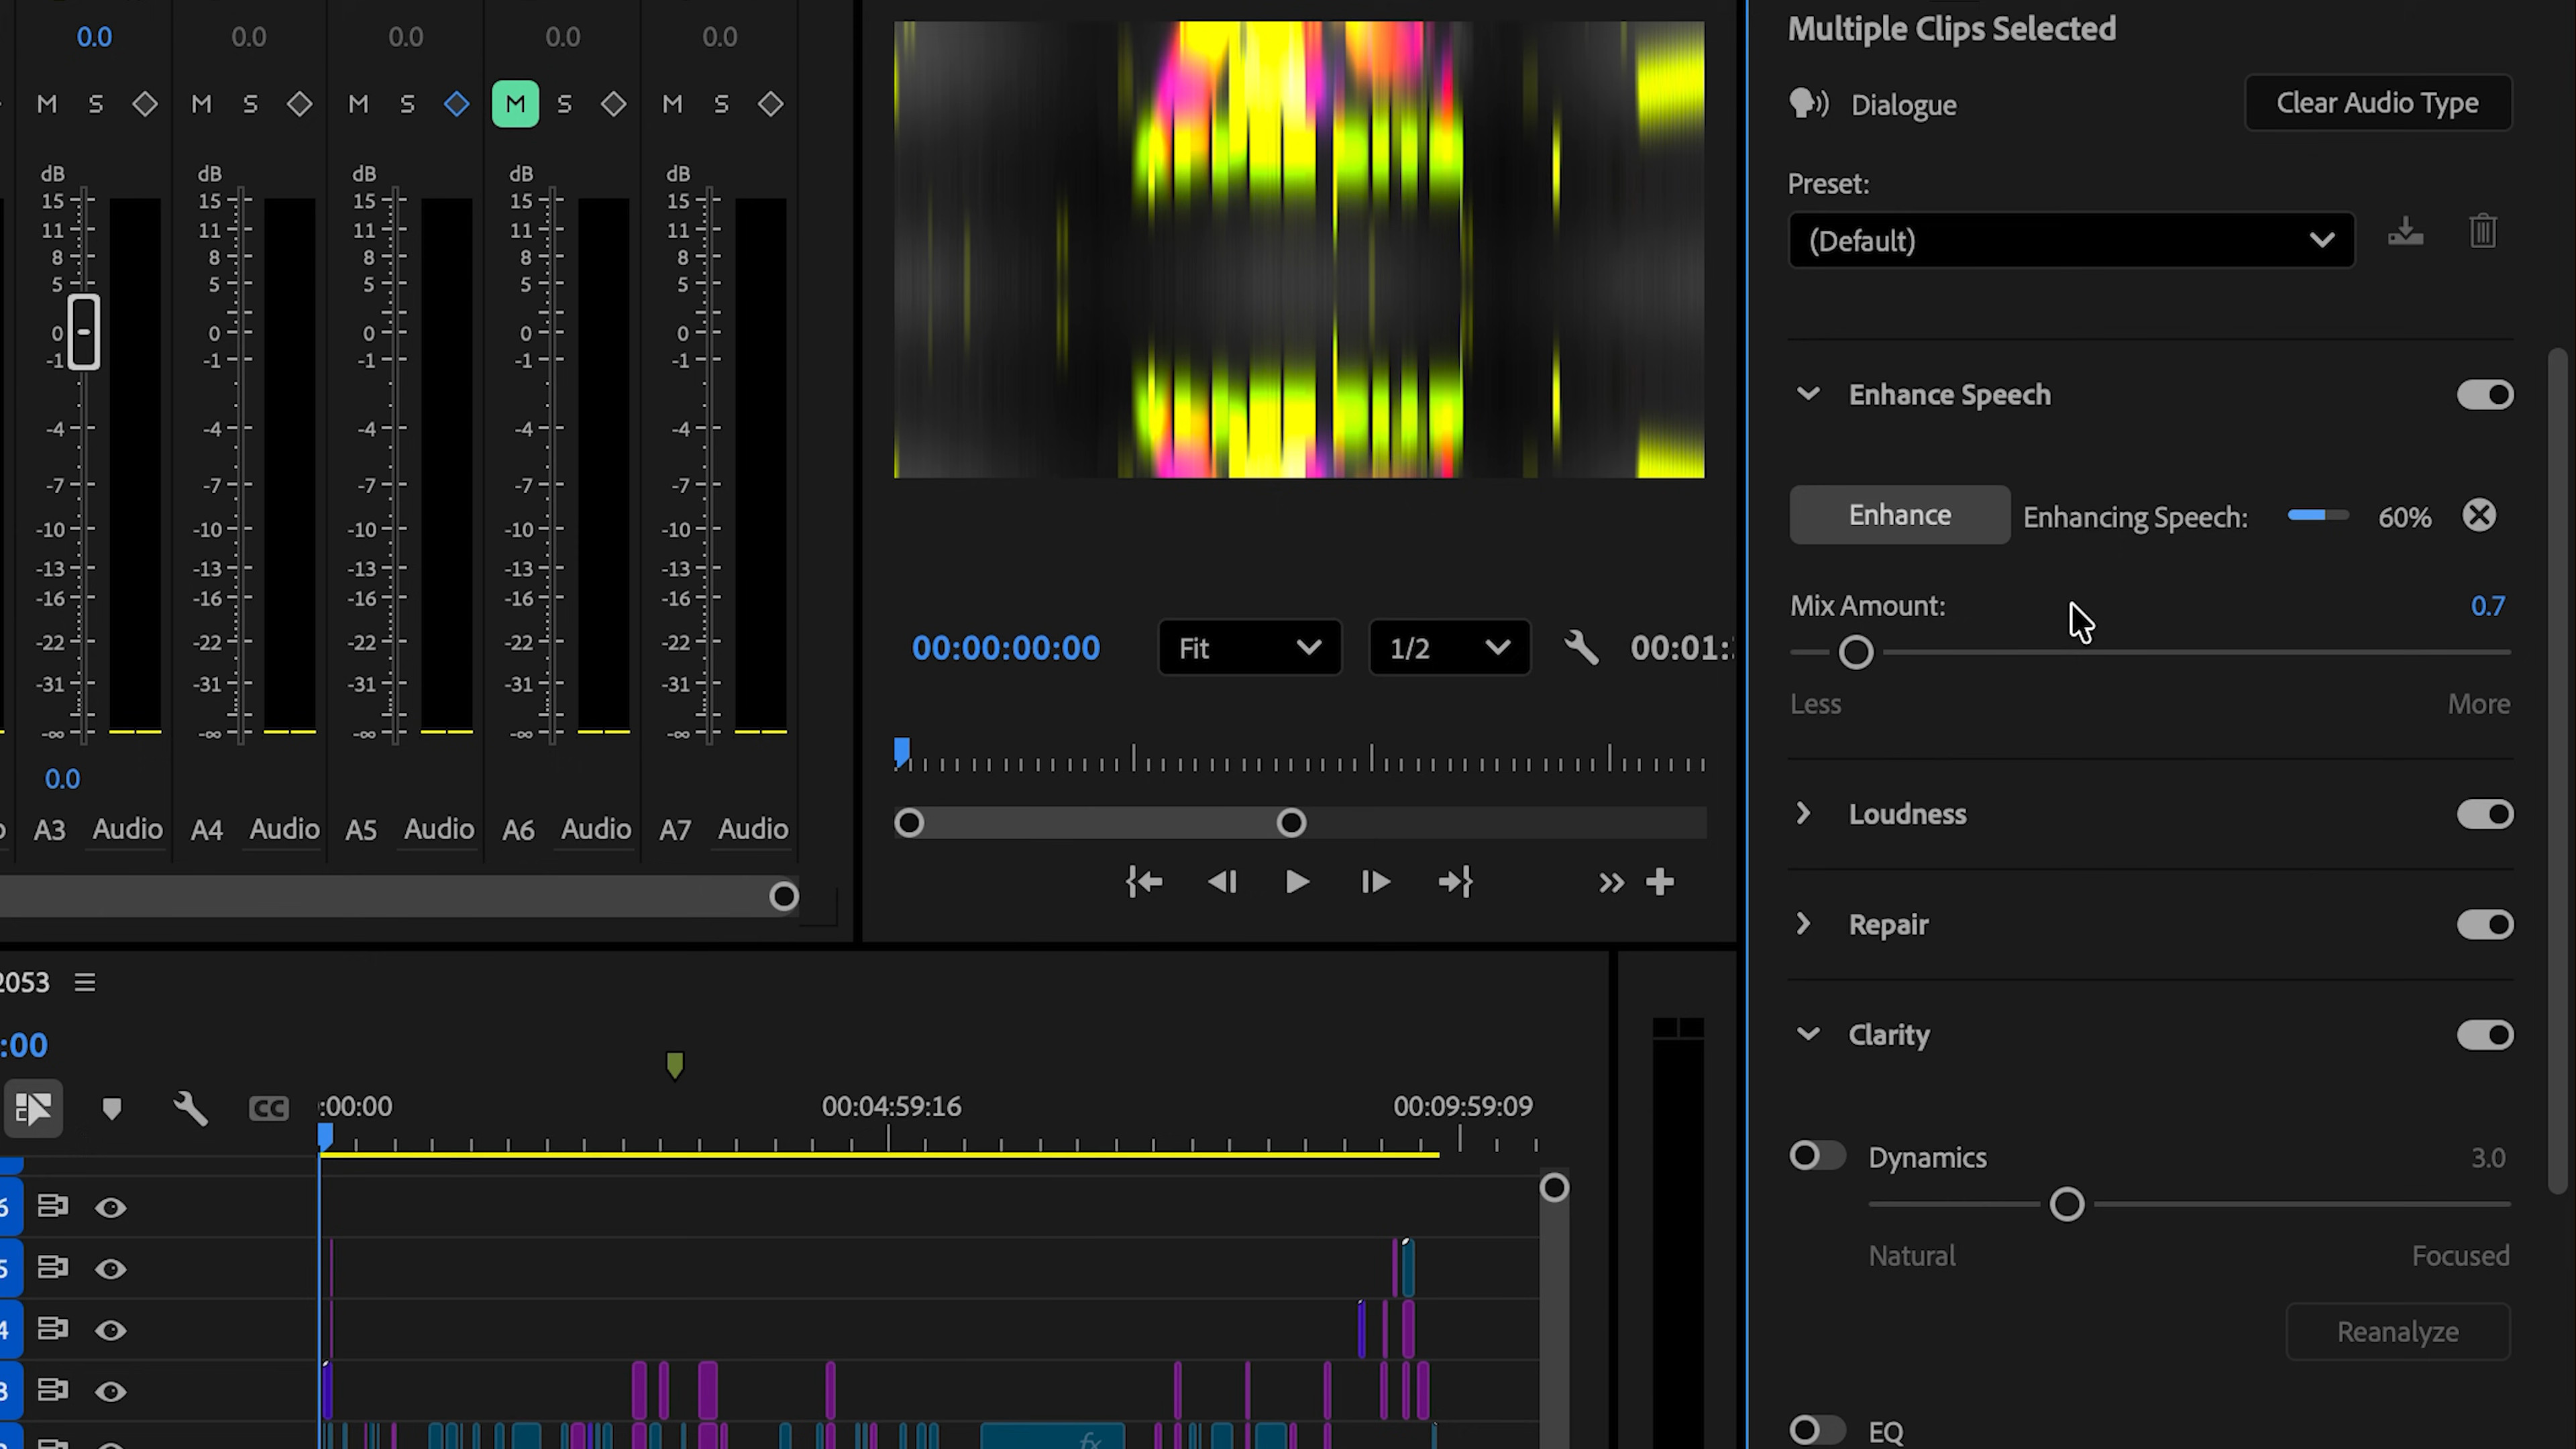 0.0 0.0 0.0 0.0 0.0
M S M S M S M S M S
dB dB dB dB dB
15 15 15 15 15
11 11 11 11 11
8 8 8 8 8
5 5 5 5 5
0 0 0 0 0
-1 -1 -1 -1 -1
-4 -4 -4 -4 -4
-7 -7 -7 -7 -7
-10 -10 -10 -10 -10
-13 -13 -13 -13 -13
-16 -16 -16 -16 -16
-22 -22 -22 -22 -22
-31 -31 -31 -31 -31
-∞ -∞ -∞ -∞ -∞
0.0
A3 Audio A4 Audio A5 Audio A6 Audio A7 Audio
00:00:00:00 Fit 1/2 00:01:
Multiple Clips Selected
Dialogue Clear Audio Type
Preset:
(Default)
Enhance Speech
Enhance Enhancing Speech: 60%
Mix Amount: 0.7
Less More
Loudness
Repair
Clarity
Dynamics 3.0
Natural Focused
Reanalyze
EQ
2053
:00
CC :00:00 00:04:59:16 00:09:59:09
6
5
4
3
fx